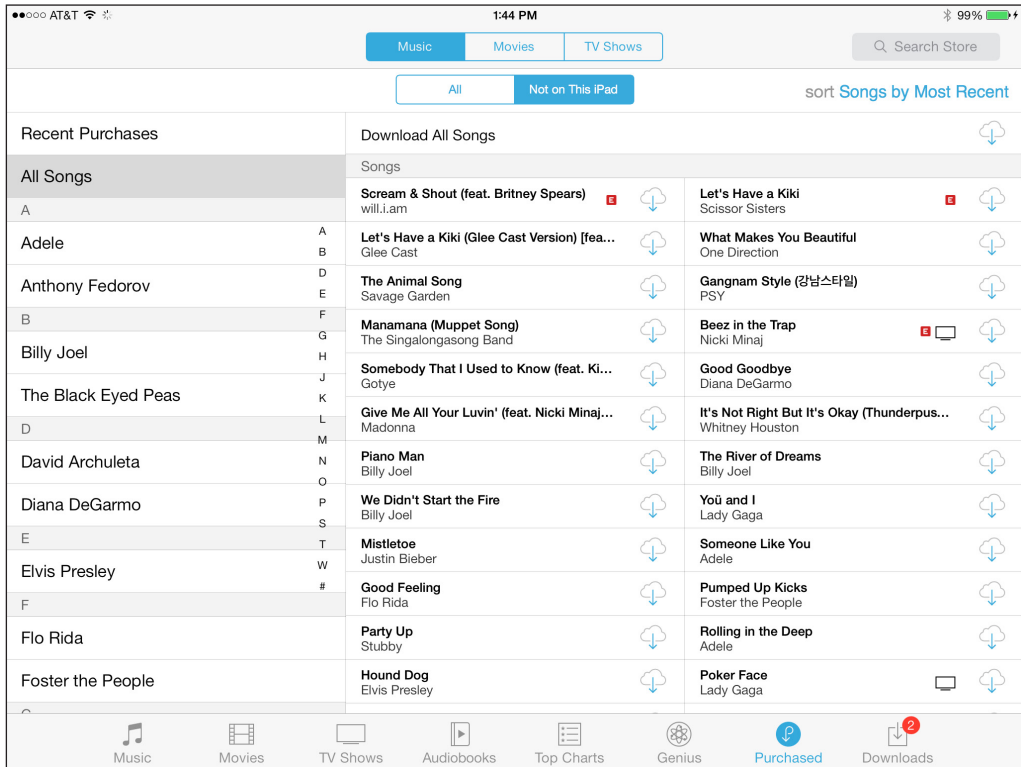 AT&T 1:44 PM 99%
Music Movies TV Shows Search Store
All Not on This iPad sort Songs by Most Recent
Recent Purchases
All Songs
A
Adele
Anthony Fedorov
B
Billy Joel
The Black Eyed Peas
D
David Archuleta
Diana DeGarmo
E
Elvis Presley
F
Flo Rida
Foster the People
A
B
D
E
F
G
H
J
K
L
M
N
O
P
S
T
W
#
Download All Songs
Songs
Scream & Shout (feat. Britney Spears) E
will.i.am
Let's Have a Kiki (Glee Cast Version) [fea...
Glee Cast
The Animal Song
Savage Garden
Manamana (Muppet Song)
The Singalongasong Band
Somebody That I Used to Know (feat. Ki...
Gotye
Give Me All Your Luvin' (feat. Nicki Minaj...
Madonna
Piano Man
Billy Joel
We Didn't Start the Fire
Billy Joel
Mistletoe
Justin Bieber
Good Feeling
Flo Rida
Party Up
Stubby
Hound Dog
Elvis Presley
Let's Have a Kiki E
Scissor Sisters
What Makes You Beautiful
One Direction
Gangnam Style (강남스타일)
PSY
Beez in the Trap E
Nicki Minaj
Good Goodbye
Diana DeGarmo
It's Not Right But It's Okay (Thunderpus...
Whitney Houston
The River of Dreams
Billy Joel
Yoü and I
Lady Gaga
Someone Like You
Adele
Pumped Up Kicks
Foster the People
Rolling in the Deep
Adele
Poker Face
Lady Gaga
2
Music Movies TV Shows Audiobooks Top Charts Genius Purchased Downloads